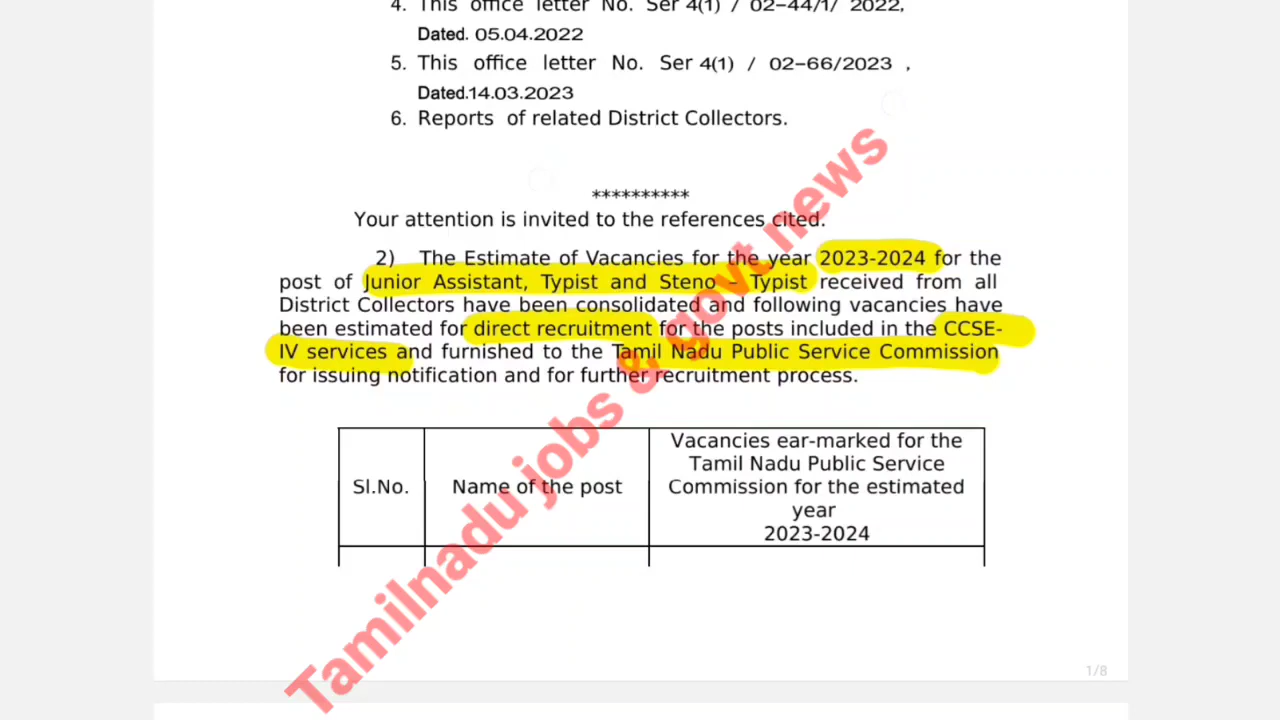 4. This office letter No. Ser 4(1) / 02-44/1/ 2022,
Dated. 05.04.2022
5. This office letter No. Ser 4(1) / 02-66/2023 ,
Dated.14.03.2023
6. Reports of related District Collectors.
**********
Your attention is invited to the references cited.
2) The Estimate of Vacancies for the year 2023-2024 for the
post of Junior Assistant, Typist and Steno - Typist received from all
District Collectors have been consolidated and following vacancies have
been estimated for direct recruitment for the posts included in the CCSE-
IV services and furnished to the Tamil Nadu Public Service Commission
for issuing notification and for further recruitment process.
Sl.No.
Name of the post
Vacancies ear-marked for the
Tamil Nadu Public Service
Commission for the estimated
year
2023-2024
Tamilnadu jobs & govt news
1/8